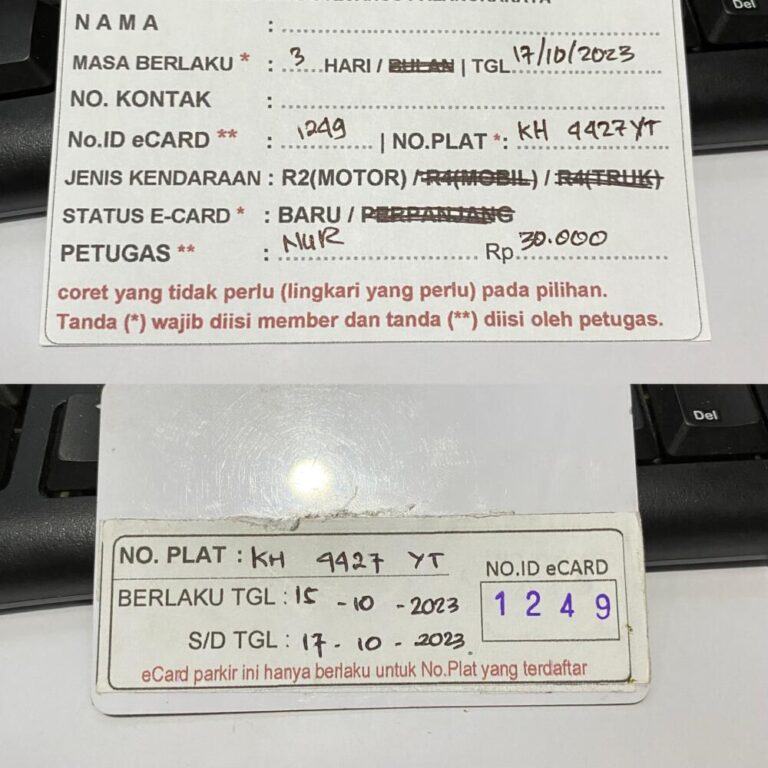 N A M A :
MASA BERLAKU * : 3 HARI / BULAN | TGL 17/10/2023
NO. KONTAK :
No.ID eCARD ** : 1249 | NO.PLAT *: KH 4427 YT
JENIS KENDARAAN : R2(MOTOR) / R4(MOBIL) / R4(TRUK)
STATUS E-CARD * : BARU / PERPANJANG
PETUGAS ** : NUR Rp 30.000
coret yang tidak perlu (lingkari yang perlu) pada pilihan.
Tanda (*) wajib diisi member dan tanda (**) diisi oleh petugas.
Del
Del
NO. PLAT : KH 4427 YT
NO.ID eCARD
BERLAKU TGL : 15 - 10 - 2023
1 2 4 9
S/D TGL : 17 - 10 - 2023
eCard parkir ini hanya berlaku untuk No.Plat yang terdaftar